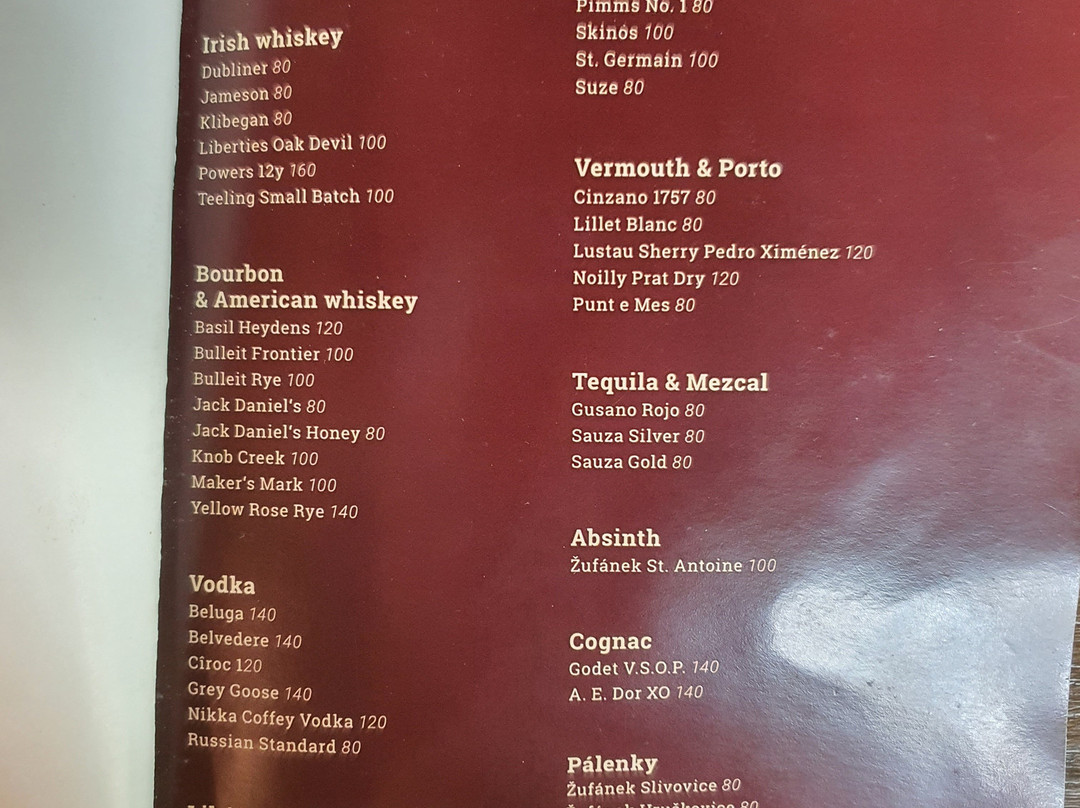 Irish whiskey
Dubliner 80
Jameson 80
Klibegan 80
Liberties Oak Devil 100
Powers 12y 160
Teeling Small Batch 100
Bourbon
& American whiskey
Basil Heydens 120
Bulleit Frontier 100
Bulleit Rye 100
Jack Daniel's 80
Jack Daniel's Honey 80
Knob Creek 100
Maker's Mark 100
Yellow Rose Rye 140
Vodka
Beluga 140
Belvedere 140
Cîroc 120
Grey Goose 140
Nikka Coffey Vodka 120
Russian Standard 80
Pimms No. 1 80
Skinos 100
St. Germain 100
Suze 80
Vermouth & Porto
Cinzano 1757 80
Lillet Blanc 80
Lustau Sherry Pedro Ximénez 120
Noilly Prat Dry 120
Punt e Mes 80
Tequila & Mezcal
Gusano Rojo 80
Sauza Silver 80
Sauza Gold 80
Absinth
Žufánek St. Antoine 100
Cognac
Godet V.S.O.P. 140
A. E. Dor XO 140
Pálenky
Žufánek Slivovice 80